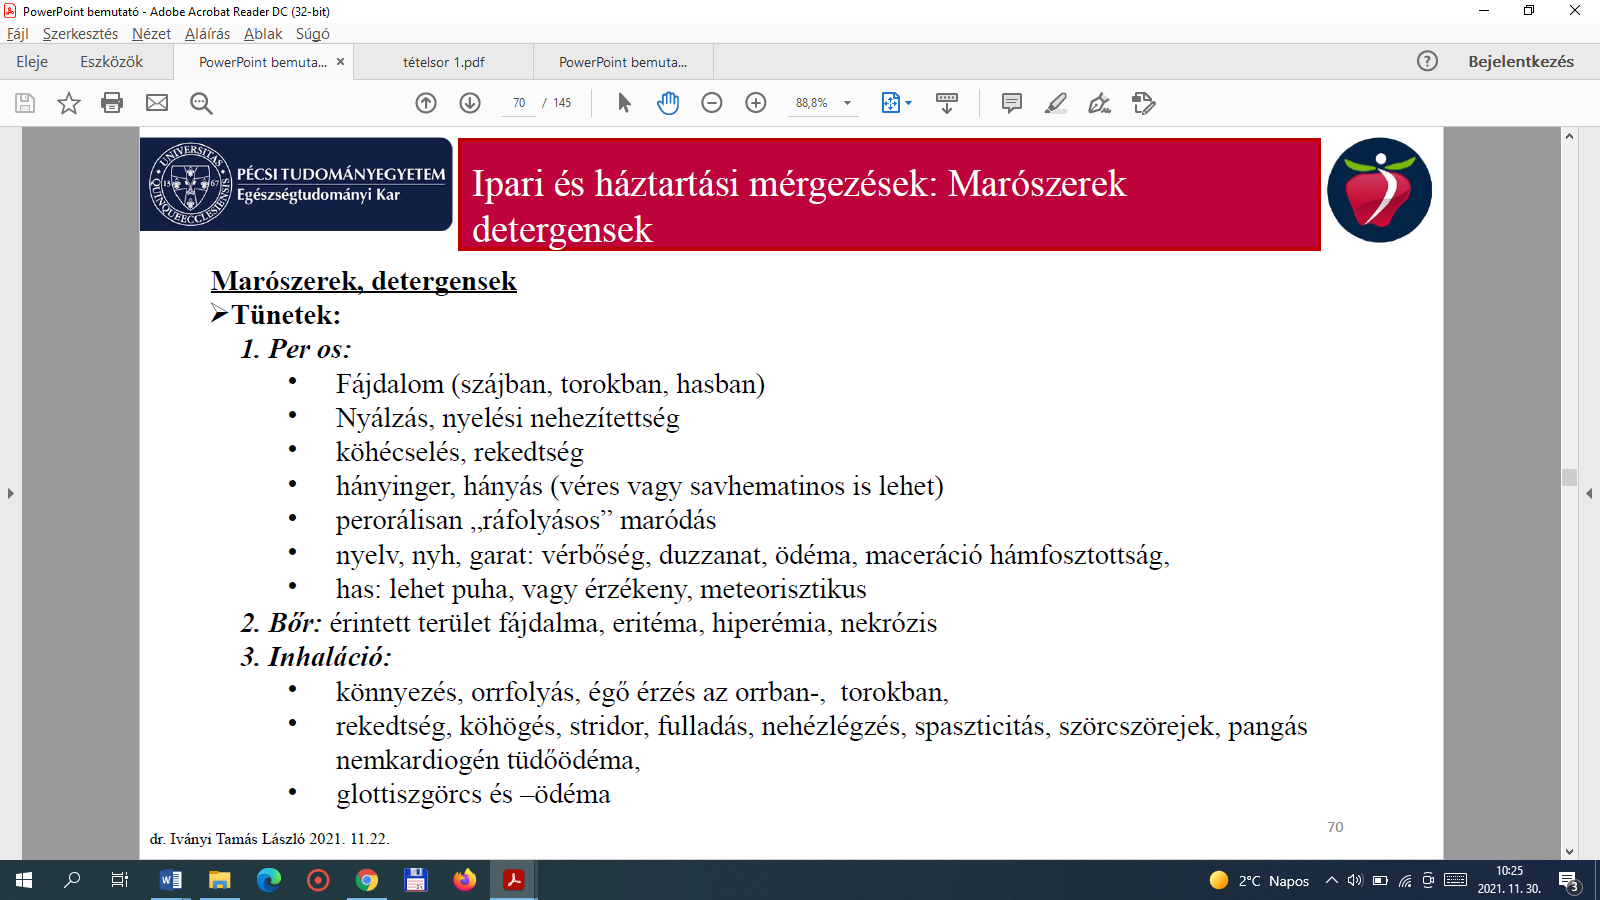 PowerPoint bemutató - Adobe Acrobat Reader DC (32-bit)
Fájl Szerkesztés Nézet Aláírás Ablak Súgó
Eleje Eszközök PowerPoint bemuta... × tételsor 1.pdf PowerPoint bemuta... Bejelentkezés
70 / 145 88,8%
UNIVERSITAS QUINQUEECCLESIENSIS
1367
PÉCSI TUDOMÁNYEGYETEM
Egészségtudományi Kar
Ipari és háztartási mérgezések: Marószerek
detergensek
Marószerek, detergensek
➢Tünetek:
1. Per os:
• Fájdalom (szájban, torokban, hasban)
• Nyálzás, nyelési nehezítettség
• köhécselés, rekedtség
• hányinger, hányás (véres vagy savhematinos is lehet)
• perorálisan „ráfolyásos” maródás
• nyelv, nyh, garat: vérbőség, duzzanat, ödéma, maceráció hámfosztottság,
• has: lehet puha, vagy érzékeny, meteorisztikus
2. Bőr: érintett terület fájdalma, eritéma, hiperémia, nekrózis
3. Inhaláció:
• könnyezés, orrfolyás, égő érzés az orrban-, torokban,
• rekedtség, köhögés, stridor, fulladás, nehézlégzés, spaszticitás, szörcszörejek, pangás
nemkardiogén tüdőödéma,
• glottiszgörcs és –ödéma
70
dr. Iványi Tamás László 2021. 11.22.
2°C Napos
10:25
2021. 11. 30.
3